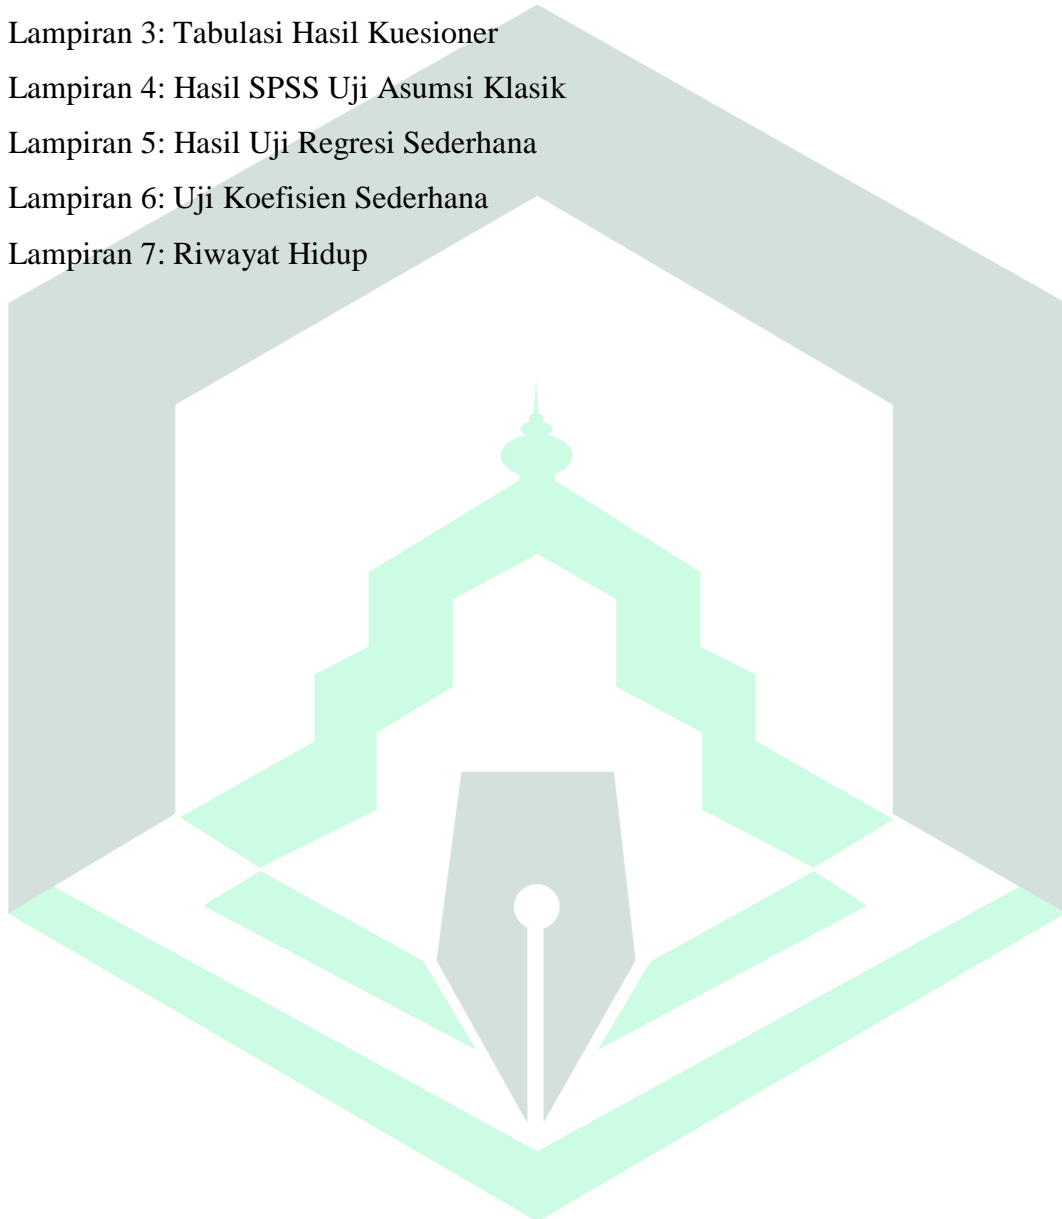 Lampiran 3: Tabulasi Hasil Kuesioner
Lampiran 4: Hasil SPSS Uji Asumsi Klasik
Lampiran 5: Hasil Uji Regresi Sederhana
Lampiran 6: Uji Koefisien Sederhana
Lampiran 7: Riwayat Hidup